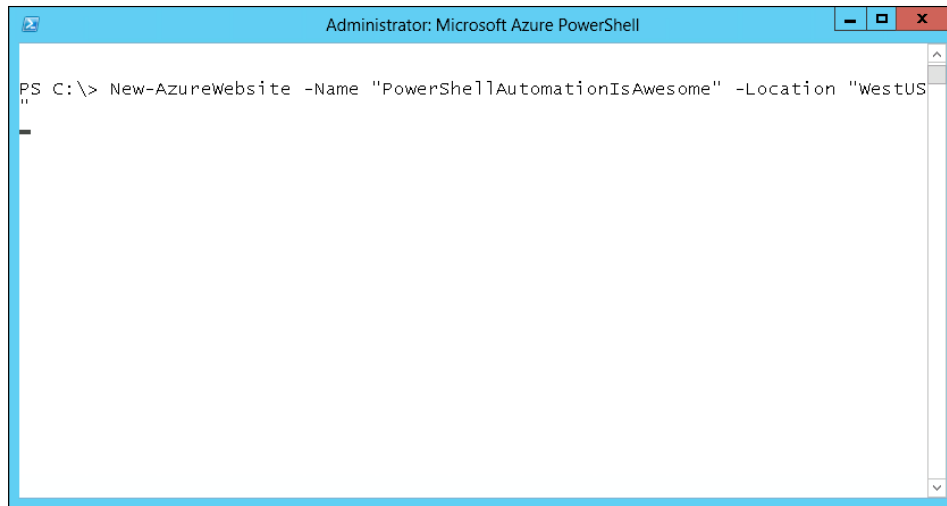 Administrator: Microsoft Azure PowerShell
PS C:\> New-AzureWebsite -Name "PowerShellAutomationIsAwesome" -Location "WestUS
"